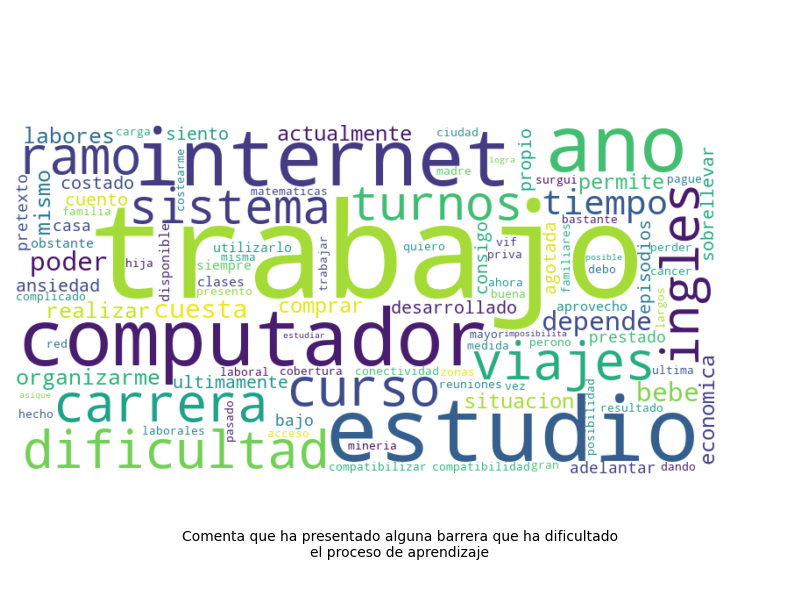 labores carga siento actualmente ciudad
ramo internet ano
costearme madre logra propio
pretexto mismo costado matematicas surgui permite pague sobrellevar
cuento sistema turnos tiempo
familia bastante
obstante casa trabajo
disponible utilizarlo trabajar quiero consigo vif agotada familiares episodios perder
poder hija siempre misma priva posible debo
ansiedad clases ahora cancer ingles
complicado presento buena
realizar cuesta comprar desarrollado aprovecho largos
computador mayor imposibilita depende
red estudiar medida perono prestado
organizarme ultimamente laboral cobertura conectividad zonas viajes ultima economica
curso reuniones vez bebe
asique carrera situacion
hecho pasado bajo estudio posibilidad resultado
laborales acceso
dificultad mineria
compatibilizar compatibilidad gran adelantar dando
Comenta que ha presentado alguna barrera que ha dificultado
el proceso de aprendizaje